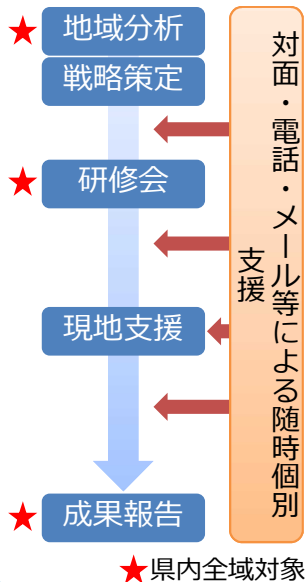 ★ 地域分析
戦略策定
★ 研修会
現地支援
★ 成果報告
対面・電話・メール等による随時個別
支援
★県内全域対象